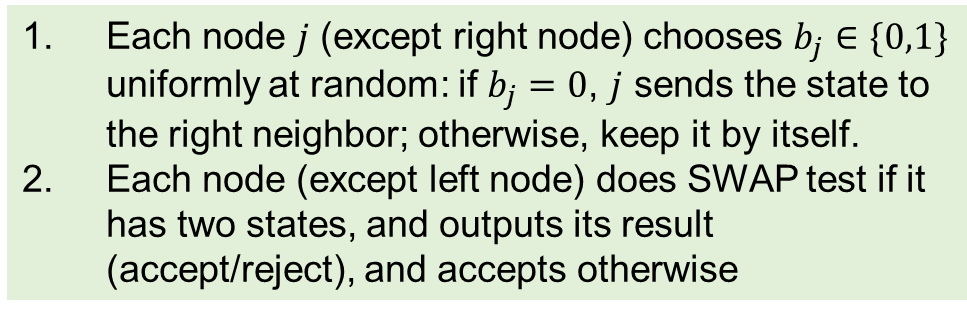 1. Each node j (except right node) chooses b_j ∈ {0,1}
uniformly at random: if b_j = 0, j sends the state to
the right neighbor; otherwise, keep it by itself.
2. Each node (except left node) does SWAP test if it
has two states, and outputs its result
(accept/reject), and accepts otherwise